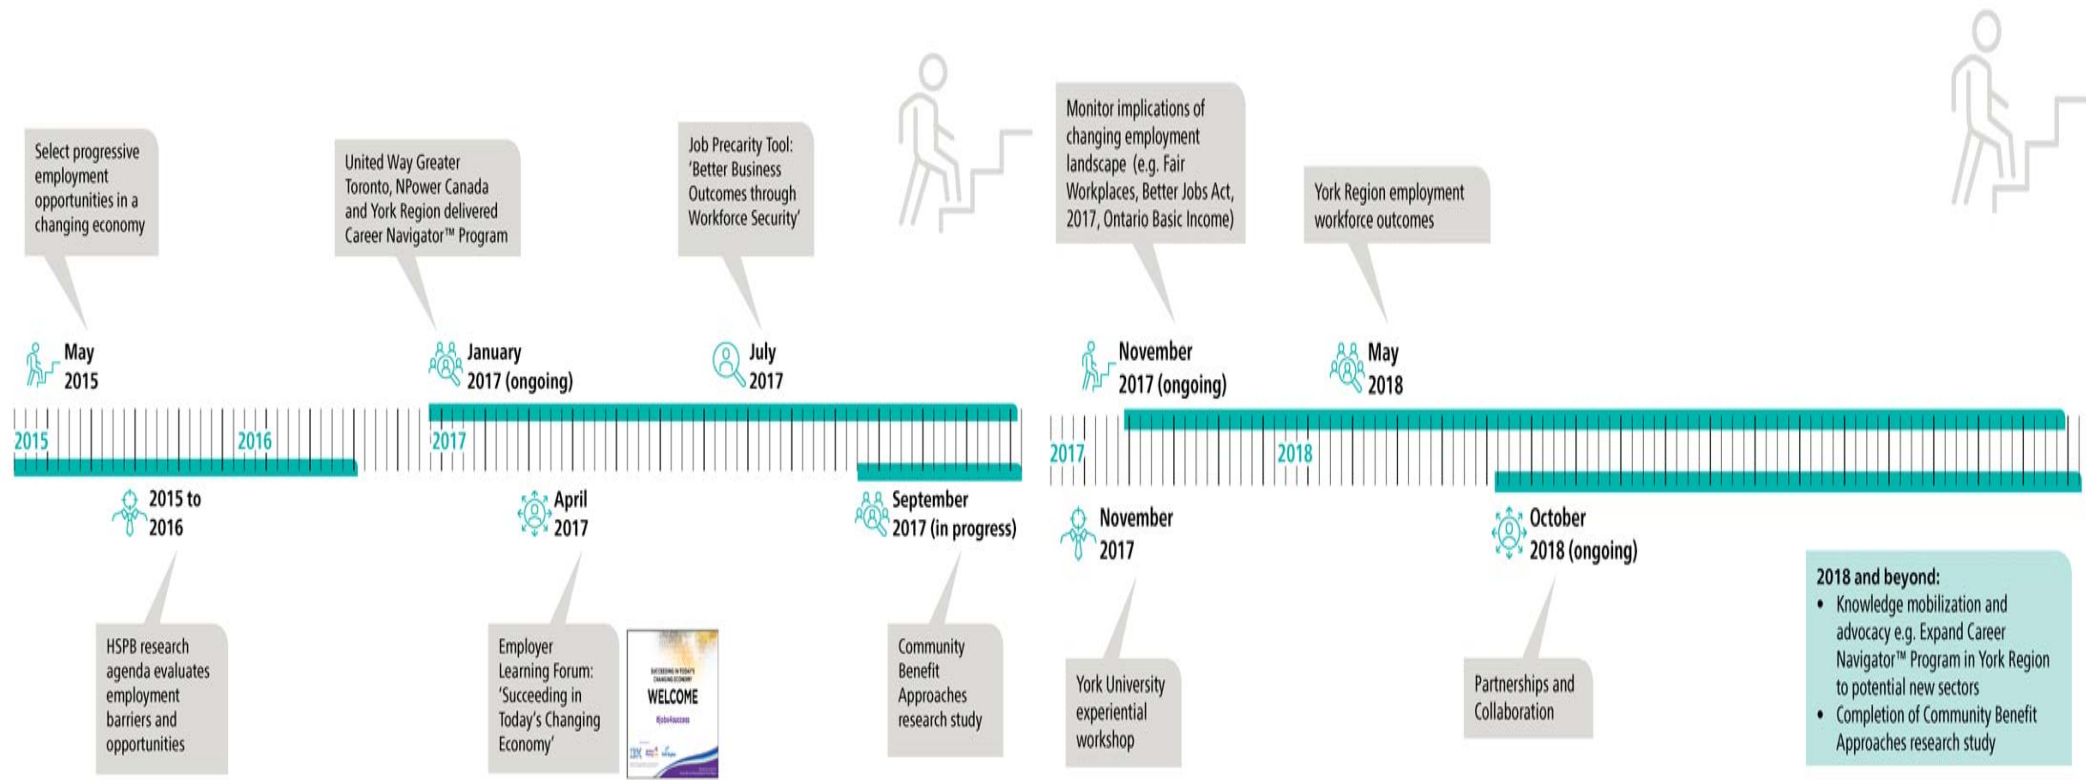 Select progressive
employment
opportunities in a
changing economy
United Way Greater
Toronto, NPower Canada
and York Region delivered
Career Navigator™ Program
Job Precarity Tool:
‘Better Business
Outcomes through
Workforce Security’
Monitor implications of
changing employment
landscape (e.g. Fair
Workplaces, Better Jobs Act,
2017, Ontario Basic Income)
York Region employment
workforce outcomes
May
2015
January
2017 (ongoing)
July
2017
November
2017 (ongoing)
May
2018
2015
2016
2017
2017
2018
2015 to
2016
April
2017
September
2017 (in progress)
November
2017
October
2018 (ongoing)
HSPB research
agenda evaluates
employment
barriers and
opportunities
Employer
Learning Forum:
‘Succeeding in
Today’s Changing
Economy’
SUCCEEDING IN TODAY'S
CHANGING ECONOMY
WELCOME
#jobs4success
Community
Benefit
Approaches
research study
York University
experiential
workshop
Partnerships and
Collaboration
2018 and beyond:
• Knowledge mobilization and
advocacy e.g. Expand Career
Navigator™ Program in York Region
to potential new sectors
• Completion of Community Benefit
Approaches research study